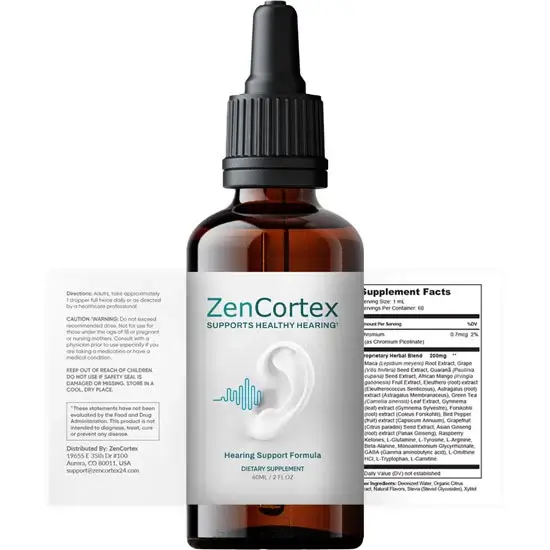 ZenCortex
SUPPORTS HEALTHY HEARING¹
Hearing Support Formula
DIETARY SUPPLEMENT
60ML / 2 FL OZ
Directions: Adults, take approximately
1 dropper full twice daily or as directed
by a healthcare professional.
CAUTION/WARNING: Do not exceed
recommended dose. Not for use for
those under the age of 18 or pregnant
or nursing mothers. Consult with a
physician prior to use especially if you
are taking a medication or have a
medical condition.
KEEP OUT OF REACH OF CHILDREN.
DO NOT USE IF SAFETY SEAL IS
DAMAGED OR MISSING. STORE IN A
COOL, DRY PLACE.
¹ These statements have not been
evaluated by the Food and Drug
Administration. This product is not
intended to diagnose, treat, cure
or prevent any disease.
Distributed By: ZenCortex
19655 E 35th Dr #100
Aurora, CO 80011, USA
support@zencortex24.com
Supplement Facts
Serving Size: 1 mL
Servings Per Container: 60
Amount Per Serving %DV
Chromium 0.7mcg 2%
(as Chromium Picolinate)
Proprietary Herbal Blend 200mg **
Maca (Lepidium meyenii) Root Extract, Grape
(Vitis finifera) Seed Extract, Guaraná (Paullinia
cupana) Seed Extract, African Mango (Irvingia
gabonensis) Fruit Extract, Eleuthero (root) extract
(Eleutherococcus Senticosus), Astragalus (root)
extract (Astragalus Membranaceus), Green Tea
(Camellia sinensis) Leaf Extract, Gymnema
(leaf) extract (Gymnema Sylvestre), Forskohlii
(root) extract (Coleus Forskohlii), Bird Pepper
(fruit) extract (Capsicum Annuum), Grapefruit
(Citrus paradisi) Seed Extract, Asian Ginseng
(root) extract (Panax Ginseng), Raspberry
Ketones, L-Glutamine, L-Tyrosine, L-Arginine,
Beta-Alanine, Monoammonium Glycyrrhizinate,
GABA (Gamma aminobutyric acid), L-Ornithine
HCl, L-Tryptophan, L-Carnitine
Daily Value (DV) not established
Ingredients: Deionized Water, Organic Citrus
Extract, Natural Flavors, Stevia (Steviol Glycosides), Xylitol